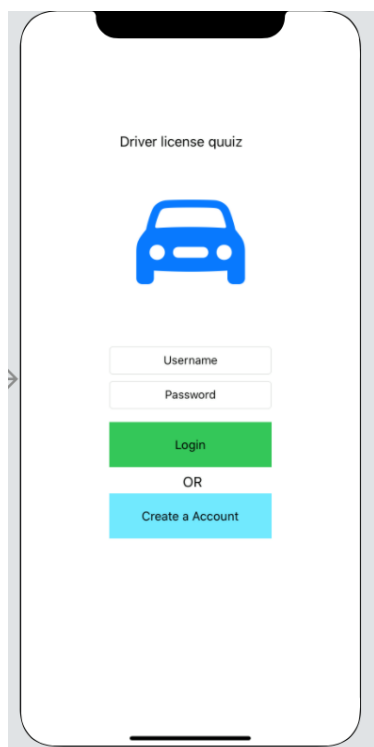 Driver license quuiz
Username
Password
Login
OR
Create a Account